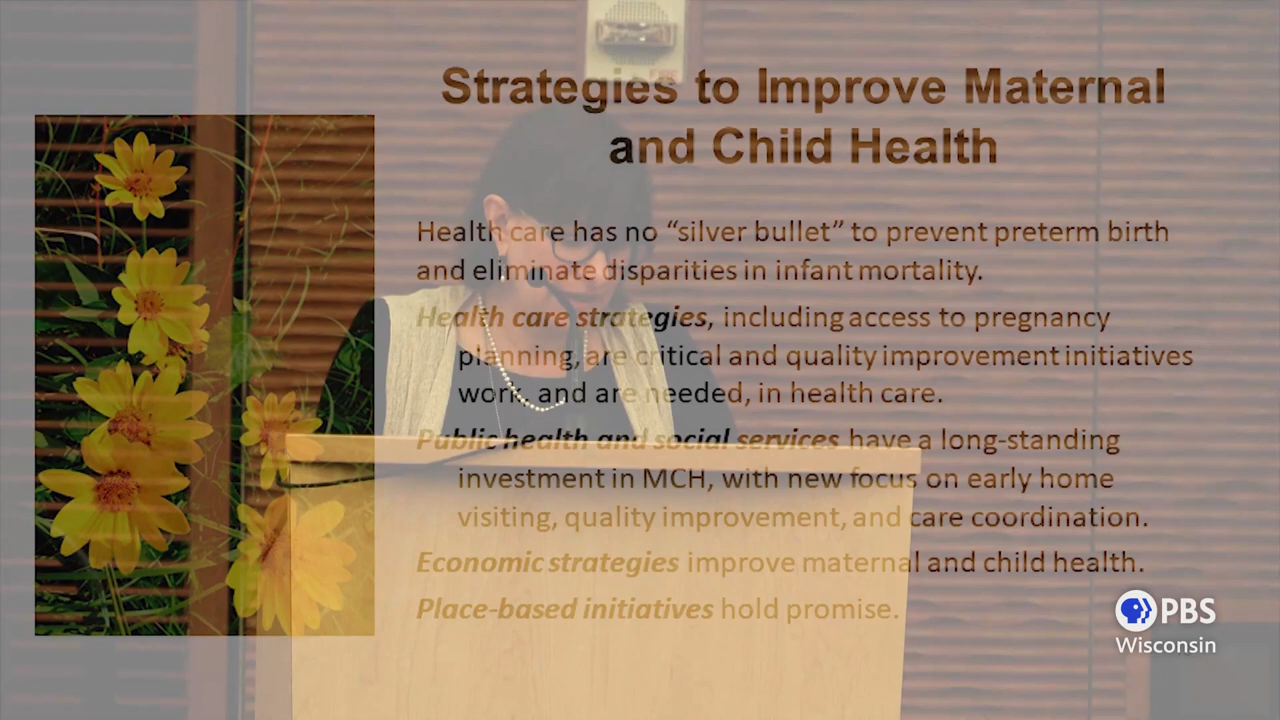 Strategies to Improve Maternal
and Child Health
Health care has no “silver bullet” to prevent preterm birth
and eliminate disparities in infant mortality.
Health care strategies, including access to pregnancy
planning, are critical and quality improvement initiatives
work, and are needed, in health care.
Public health and social services have a long-standing
investment in MCH, with new focus on early home
visiting, quality improvement, and care coordination.
Economic strategies improve maternal and child health.
Place-based initiatives hold promise.
PBS
Wisconsin